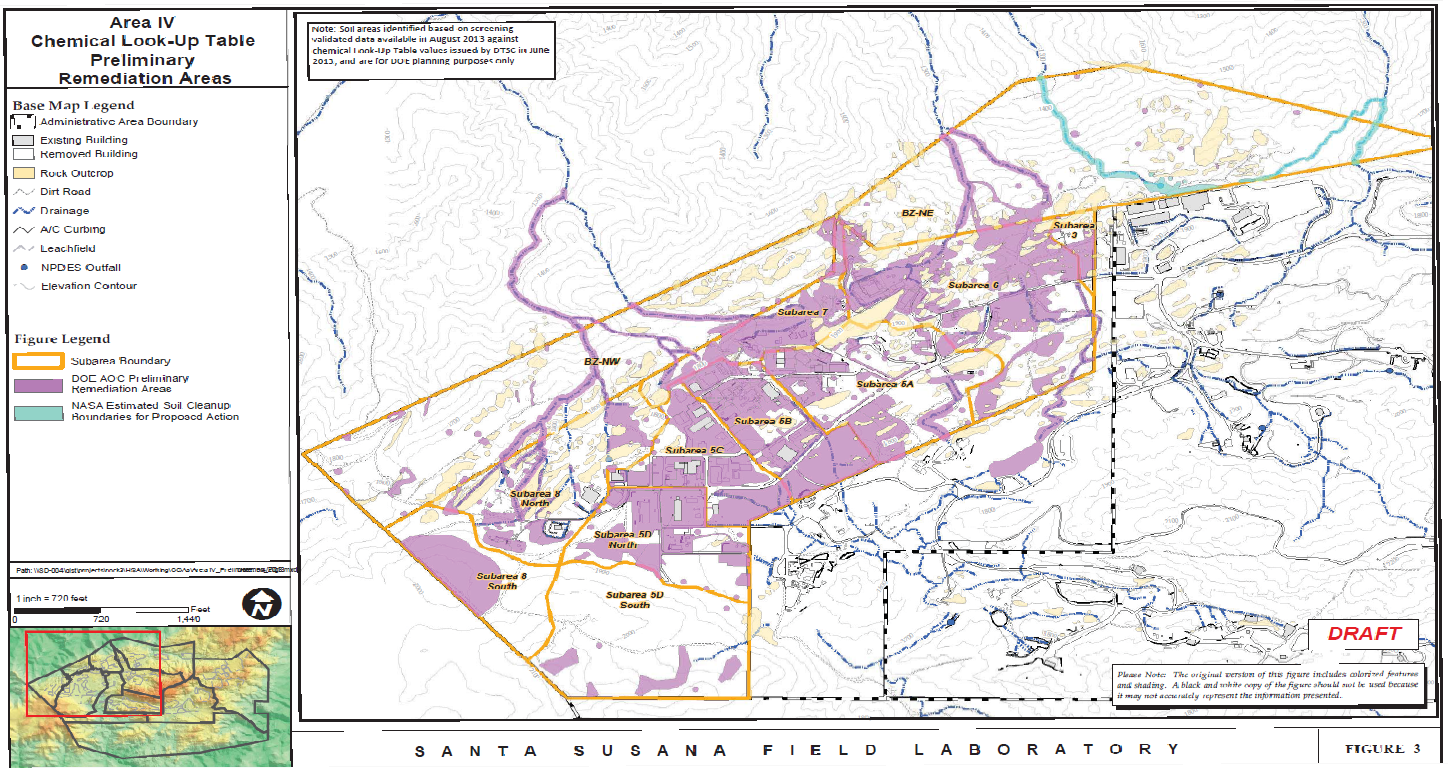 Area IV
Chemical Look-Up Table
Preliminary
Remediation Areas
Base Map Legend
Administrative Area Boundary
Existing Building
Removed Building
Rock Outcrop
Dirt Road
Drainage
A/C Curbing
Leachfield
NPDES Outfall
Elevation Contour
Figure Legend
Subarea Boundary
DOE AOC Preliminary
Remediation Areas
NASA Estimated Soil Cleanup
Boundaries for Proposed Action
1 inch = 720 feet
Feet
0 720 1,440
N
Note: Soil areas identified based on screening
validated data available in August 2013 against
chemical Look-Up Table values issued by DTSC in June
2013, and are for DOE planning purposes only
BZ-NE
Subarea
3
Subarea 6
Subarea 7
BZ-NW
Subarea 5A
Subarea 5B
Subarea 5C
Subarea 8
North
Subarea 5D
North
Subarea 8
South
Subarea 5D
South
DRAFT
Please Note: The original version of this figure includes colorized features
and shading. A black and white copy of the figure should not be used because
it may not accurately represent the information presented.
SANTA SUSANA FIELD LABORATORY
FIGURE 3